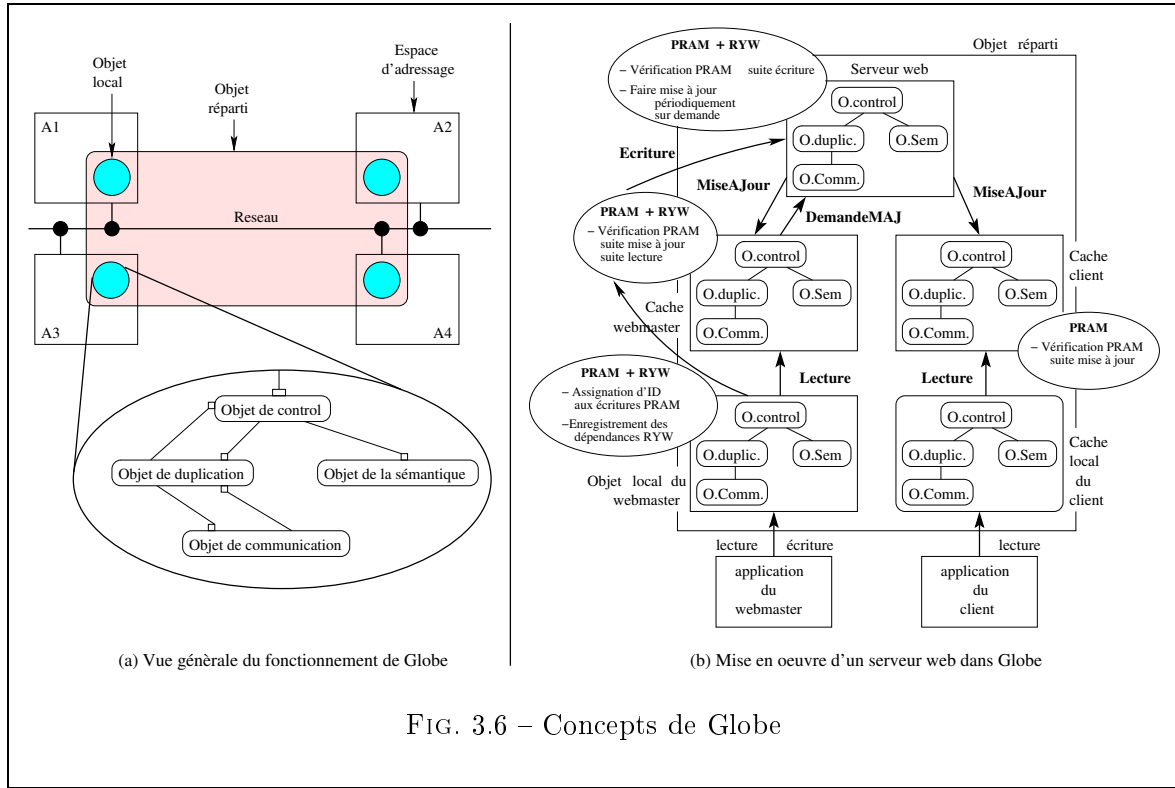 Objet
local
Objet
réparti
Espace
d'adressage
A1
A2
Reseau
A3
A4
Objet de control
Objet de duplication
Objet de la sémantique
Objet de communication
(a) Vue gènèrale du fonctionnement de Globe
PRAM + RYW
– Vérification PRAM suite écriture
– Faire mise à jour
périodiquement
sur demande
Objet réparti
Serveur web
O.control
O.duplic.
O.Sem
O.Comm.
Ecriture
MiseAJour
DemandeMAJ
MiseAJour
PRAM + RYW
– Vérification PRAM
suite mise à jour
suite lecture
O.control
O.duplic.
O.Sem
O.Comm.
Cache
webmaster
O.control
O.duplic.
O.Sem
O.Comm.
Cache
client
PRAM
– Vérification PRAM
suite mise à jour
PRAM + RYW
– Assignation d'ID
aux écritures PRAM
–Enregistrement des
dépendances RYW
Lecture
Lecture
O.control
O.duplic.
O.Sem
O.Comm.
Objet local du
webmaster
O.control
O.duplic.
O.Sem
O.Comm.
Cache
local
du
client
lecture écriture
lecture
application
du
webmaster
application
du
client
(b) Mise en oeuvre d'un serveur web dans Globe
FIG. 3.6 – Concepts de Globe